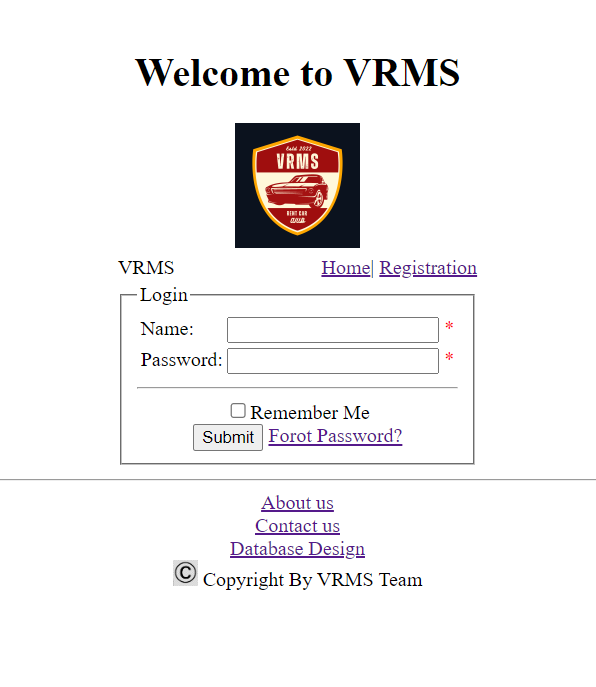 Welcome to VRMS
Estd 2022
VRMS
RENT CAR
VRMS Home| Registration
Login
Name: *
Password: *
Remember Me
Submit Forot Password?
About us
Contact us
Database Design
© Copyright By VRMS Team